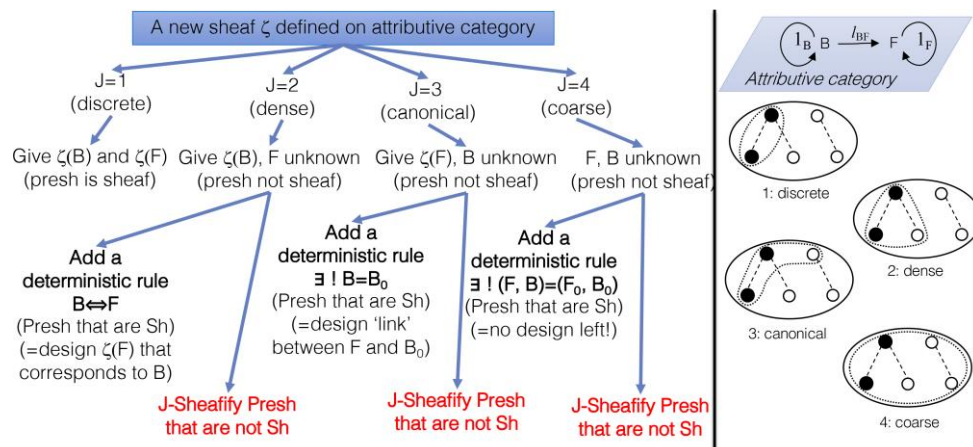 A new sheaf ζ defined on attributive category
J=1
(discrete)
J=2
(dense)
J=3
(canonical)
J=4
(coarse)
Give ζ(B) and ζ(F)
(presh is sheaf)
Give ζ(B), F unknown
(presh not sheaf)
Give ζ(F), B unknown
(presh not sheaf)
F, B unknown
(presh not sheaf)
Add a
deterministic rule
B⇔F
(Presh that are Sh)
(=design ζ(F) that
corresponds to B)
Add a
deterministic rule
∃ ! B=B₀
(Presh that are Sh)
(=design 'link'
between F and B₀)
Add a
deterministic rule
∃ ! (F, B)=(F₀, B₀)
(Presh that are Sh)
(=no design left!)
J-Sheafify Presh
that are not Sh
J-Sheafify Presh
that are not Sh
J-Sheafify Presh
that are not Sh
1_B B l_BF F 1_F
Attributive category
1: discrete
2: dense
3: canonical
4: coarse